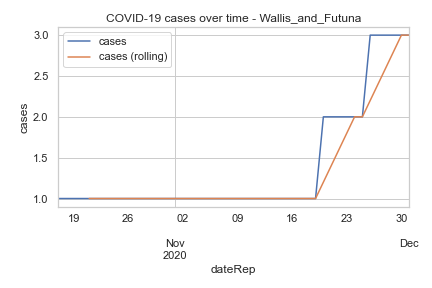 COVID-19 cases over time - Wallis_and_Futuna
cases
cases (rolling)
3.0
2.5
2.0
1.5
1.0
cases
19 26 02 09 16 23 30
Nov Dec
2020
dateRep